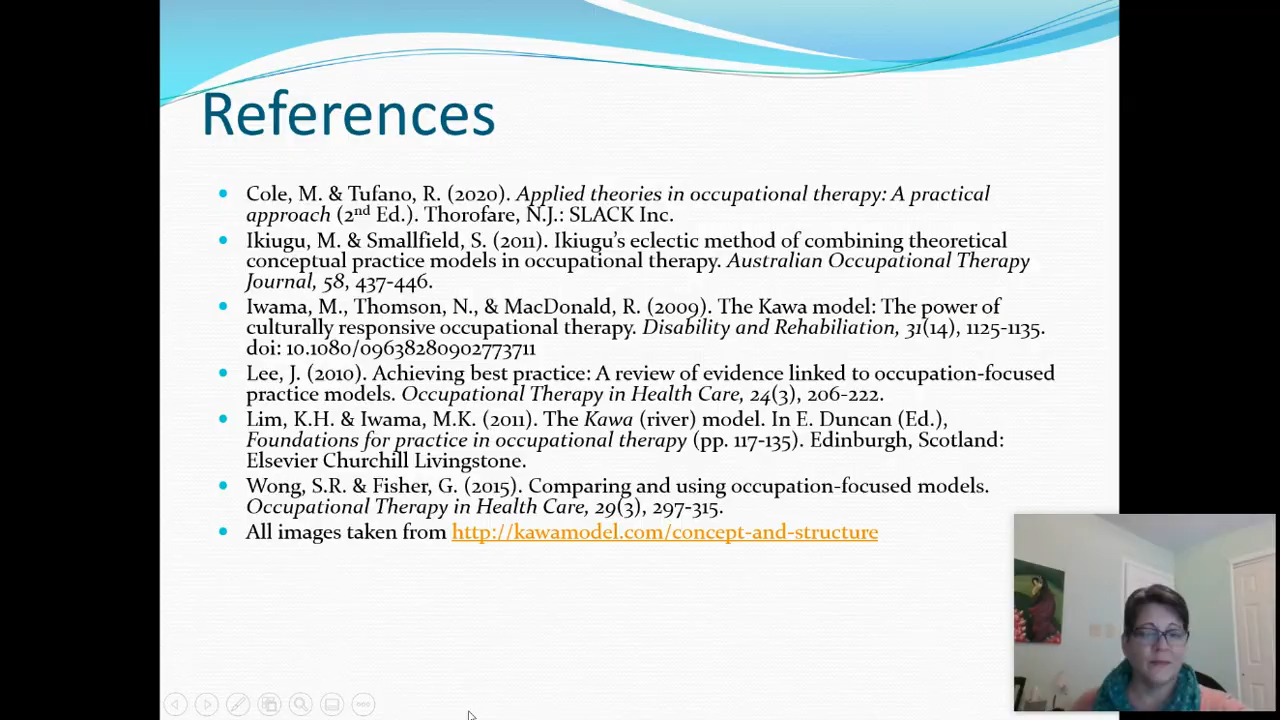 References
Cole, M. & Tufano, R. (2020). Applied theories in occupational therapy: A practical
approach (2nd Ed.). Thorofare, N.J.: SLACK Inc.
Ikiugu, M. & Smallfield, S. (2011). Ikiugu's eclectic method of combining theoretical
conceptual practice models in occupational therapy. Australian Occupational Therapy
Journal, 58, 437-446.
Iwama, M., Thomson, N., & MacDonald, R. (2009). The Kawa model: The power of
culturally responsive occupational therapy. Disability and Rehabiliation, 31(14), 1125-1135.
doi: 10.1080/09638280902773711
Lee, J. (2010). Achieving best practice: A review of evidence linked to occupation-focused
practice models. Occupational Therapy in Health Care, 24(3), 206-222.
Lim, K.H. & Iwama, M.K. (2011). The Kawa (river) model. In E. Duncan (Ed.),
Foundations for practice in occupational therapy (pp. 117-135). Edinburgh, Scotland:
Elsevier Churchill Livingstone.
Wong, S.R. & Fisher, G. (2015). Comparing and using occupation-focused models.
Occupational Therapy in Health Care, 29(3), 297-315.
All images taken from http://kawamodel.com/concept-and-structure